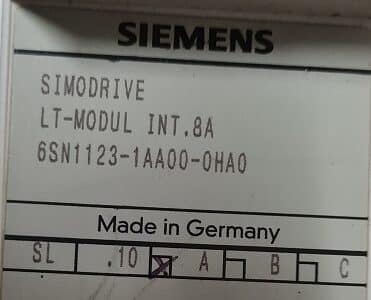 SIEMENS
SIMODRIVE
LT-MODUL INT.8A
6SN1123-1AA00-0HA0
Made in Germany
SL .10 A B C